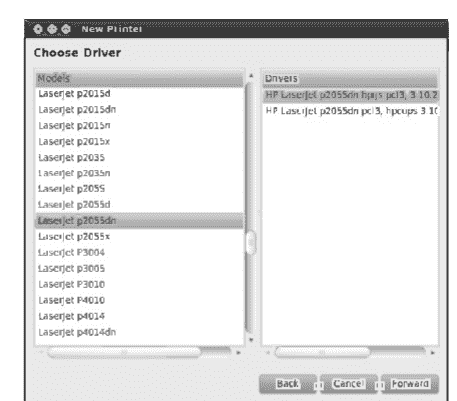 New Printer
Choose Driver
Models
Laserjet p2015d
Laserjet p2015dn
Laserjet p2015n
Laserjet p2015x
Laserjet p2035
Laserjet p2035n
Laserjet p2055
Laserjet p2055d
Laserjet p2055dn
Laserjet p2055x
Laserjet P3004
Laserjet p3005
Laserjet P3010
Laserjet P4010
Laserjet p4014
Laserjet p4014dn
Drivers
HP LaserJet p2055dn hpijs pcl3, 3.10.2
HP LaserJet p2055dn pcl3, hpcups 3.10
Back
Cancel
Forward